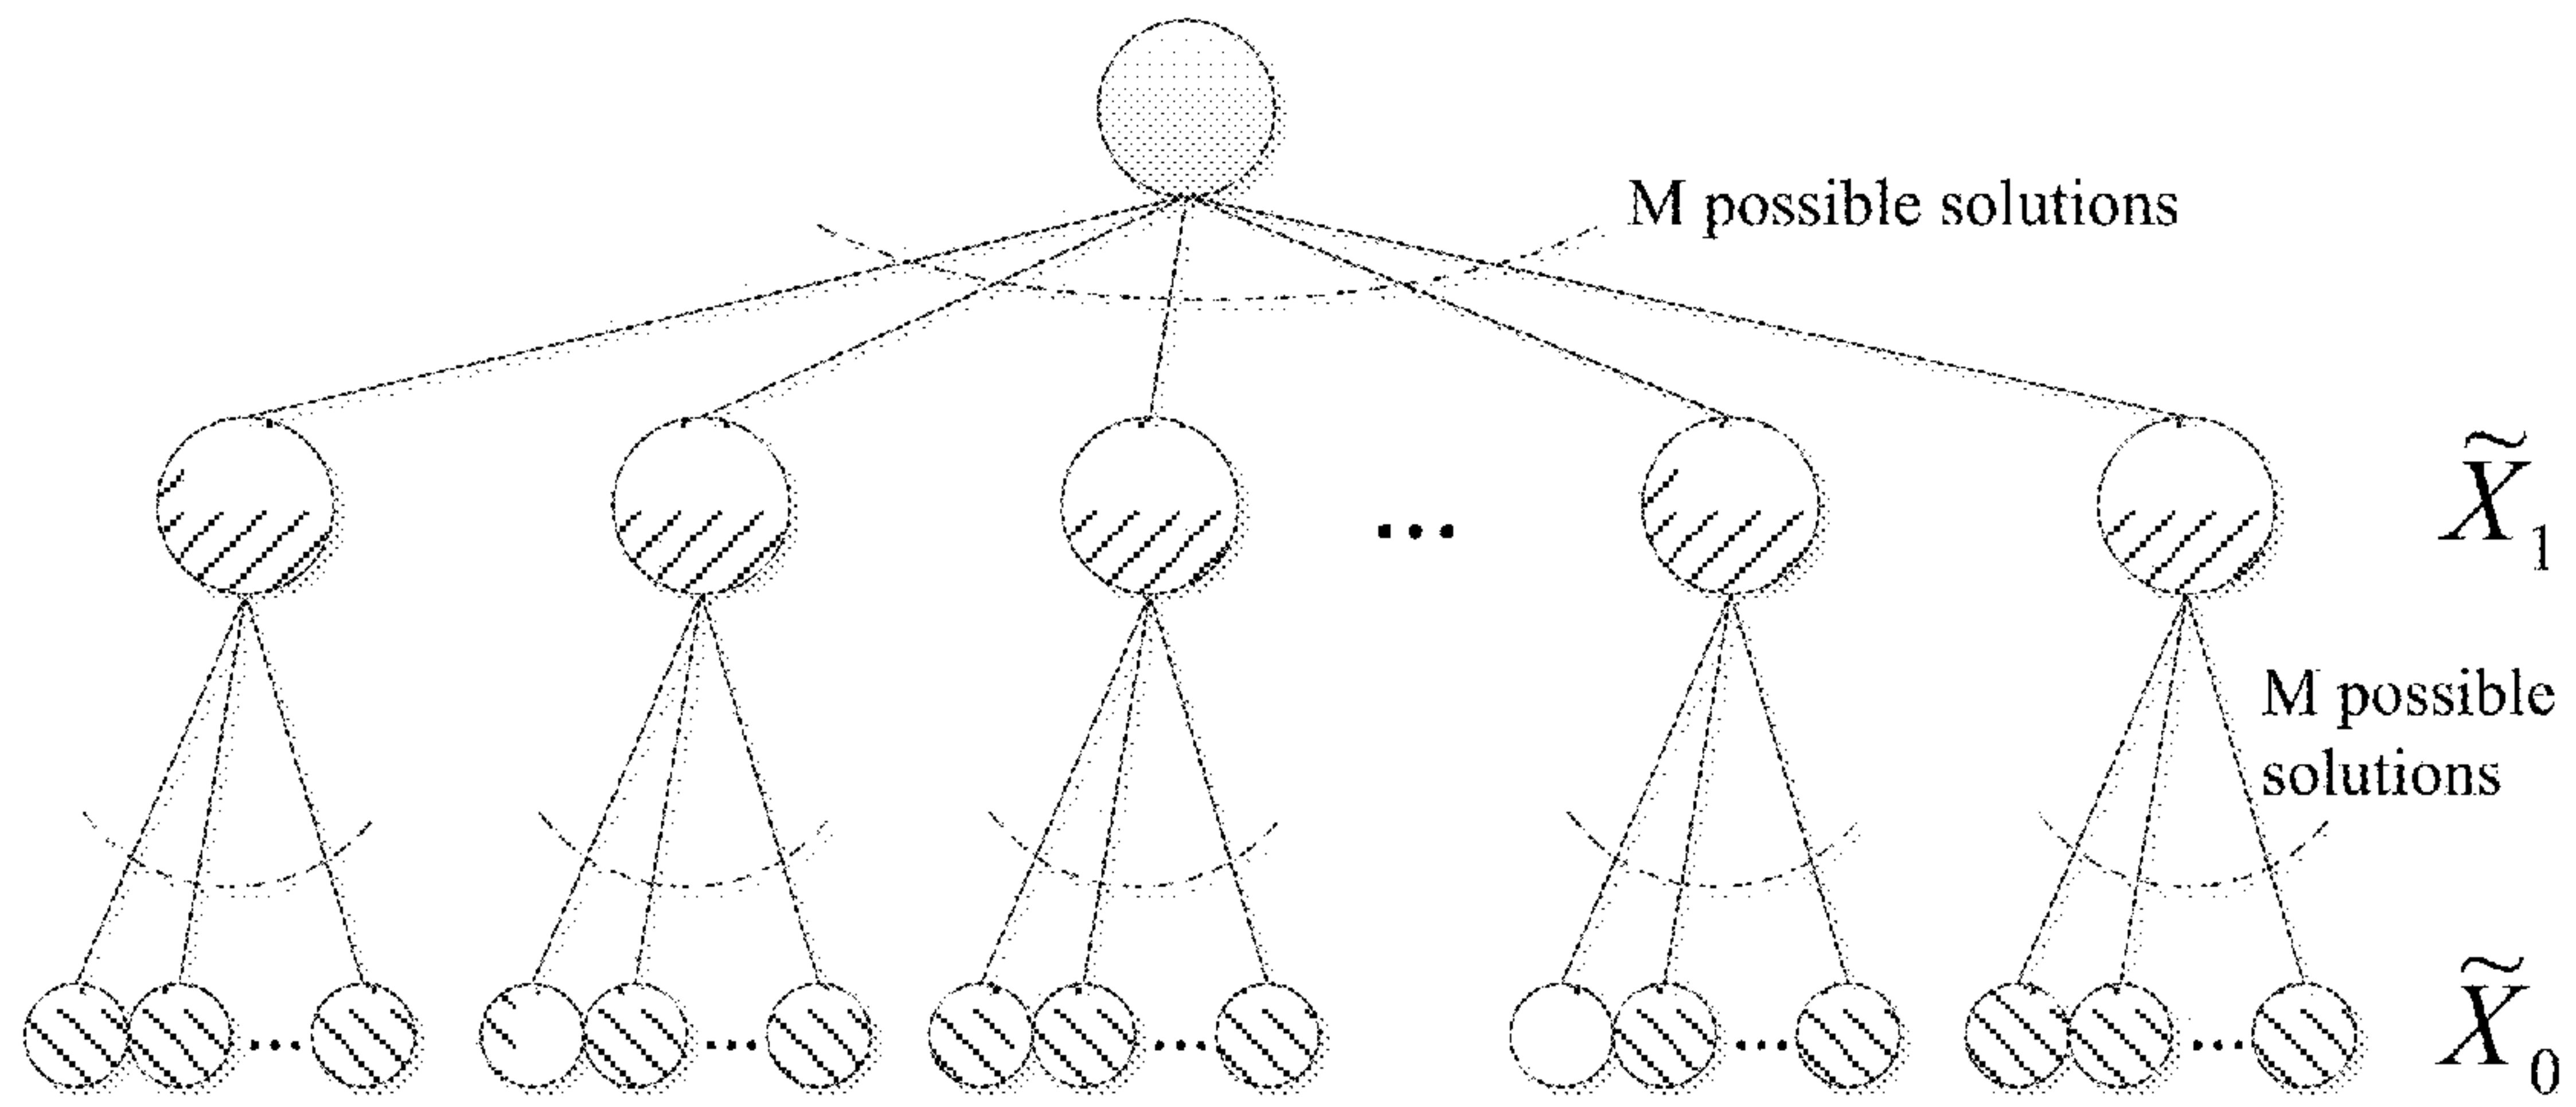 M possible solutions
...
X̃1
M possible
solutions
... ... ... ... ...
X̃0